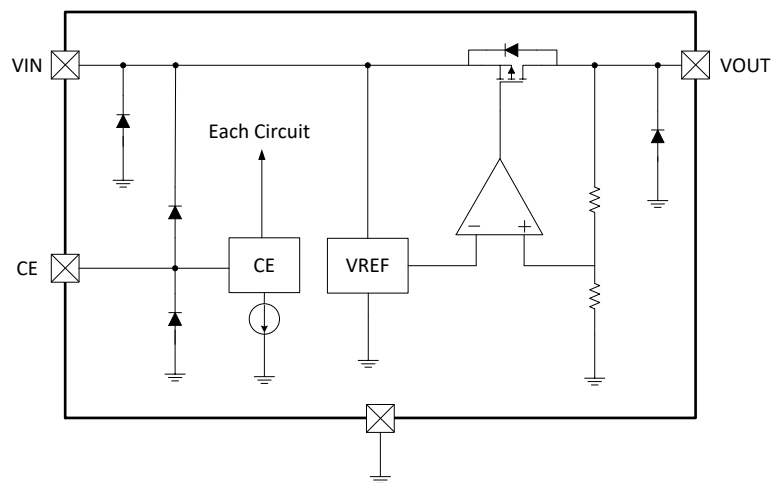 VIN
VOUT
Each Circuit
− +
CE
CE
VREF